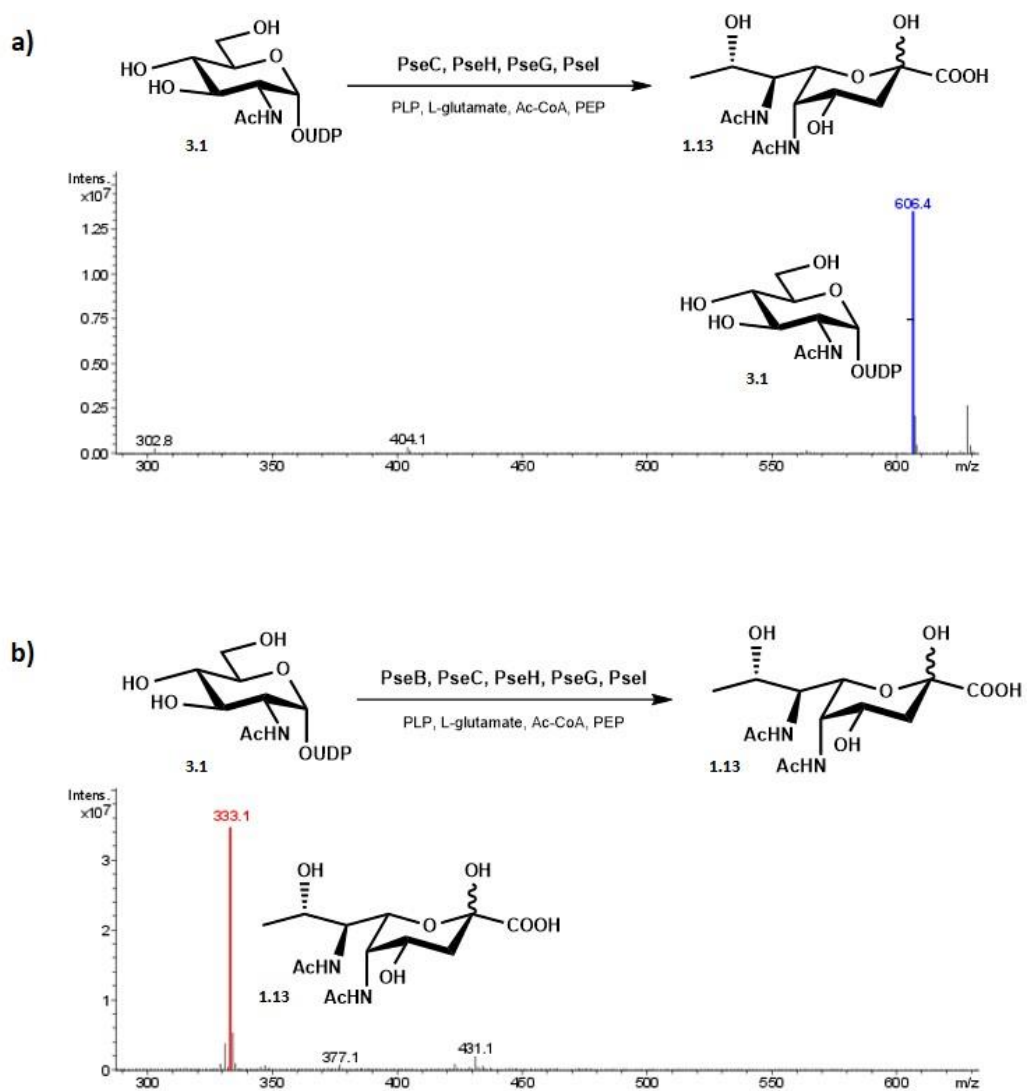 a)
OH
HO
HO
O
AcHN
OUDP
3.1
PseC, PseH, PseG, PseI
PLP, L-glutamate, Ac-CoA, PEP
OH
OH
O
COOH
AcHN
OH
AcHN
1.13
Intens.
x10⁷
1.25
1.00
0.75
0.50
0.25
0.00
302.8
404.1
606.4
OH
HO
HO
O
AcHN
OUDP
3.1
300
350
400
450
500
550
600
m/z
b)
OH
HO
HO
O
AcHN
OUDP
3.1
PseB, PseC, PseH, PseG, PseI
PLP, L-glutamate, Ac-CoA, PEP
OH
OH
O
COOH
AcHN
OH
AcHN
1.13
Intens.
x10⁷
3
2
1
0
333.1
OH
OH
O
COOH
AcHN
OH
AcHN
1.13
377.1
431.1
300
350
400
450
500
550
600
m/z